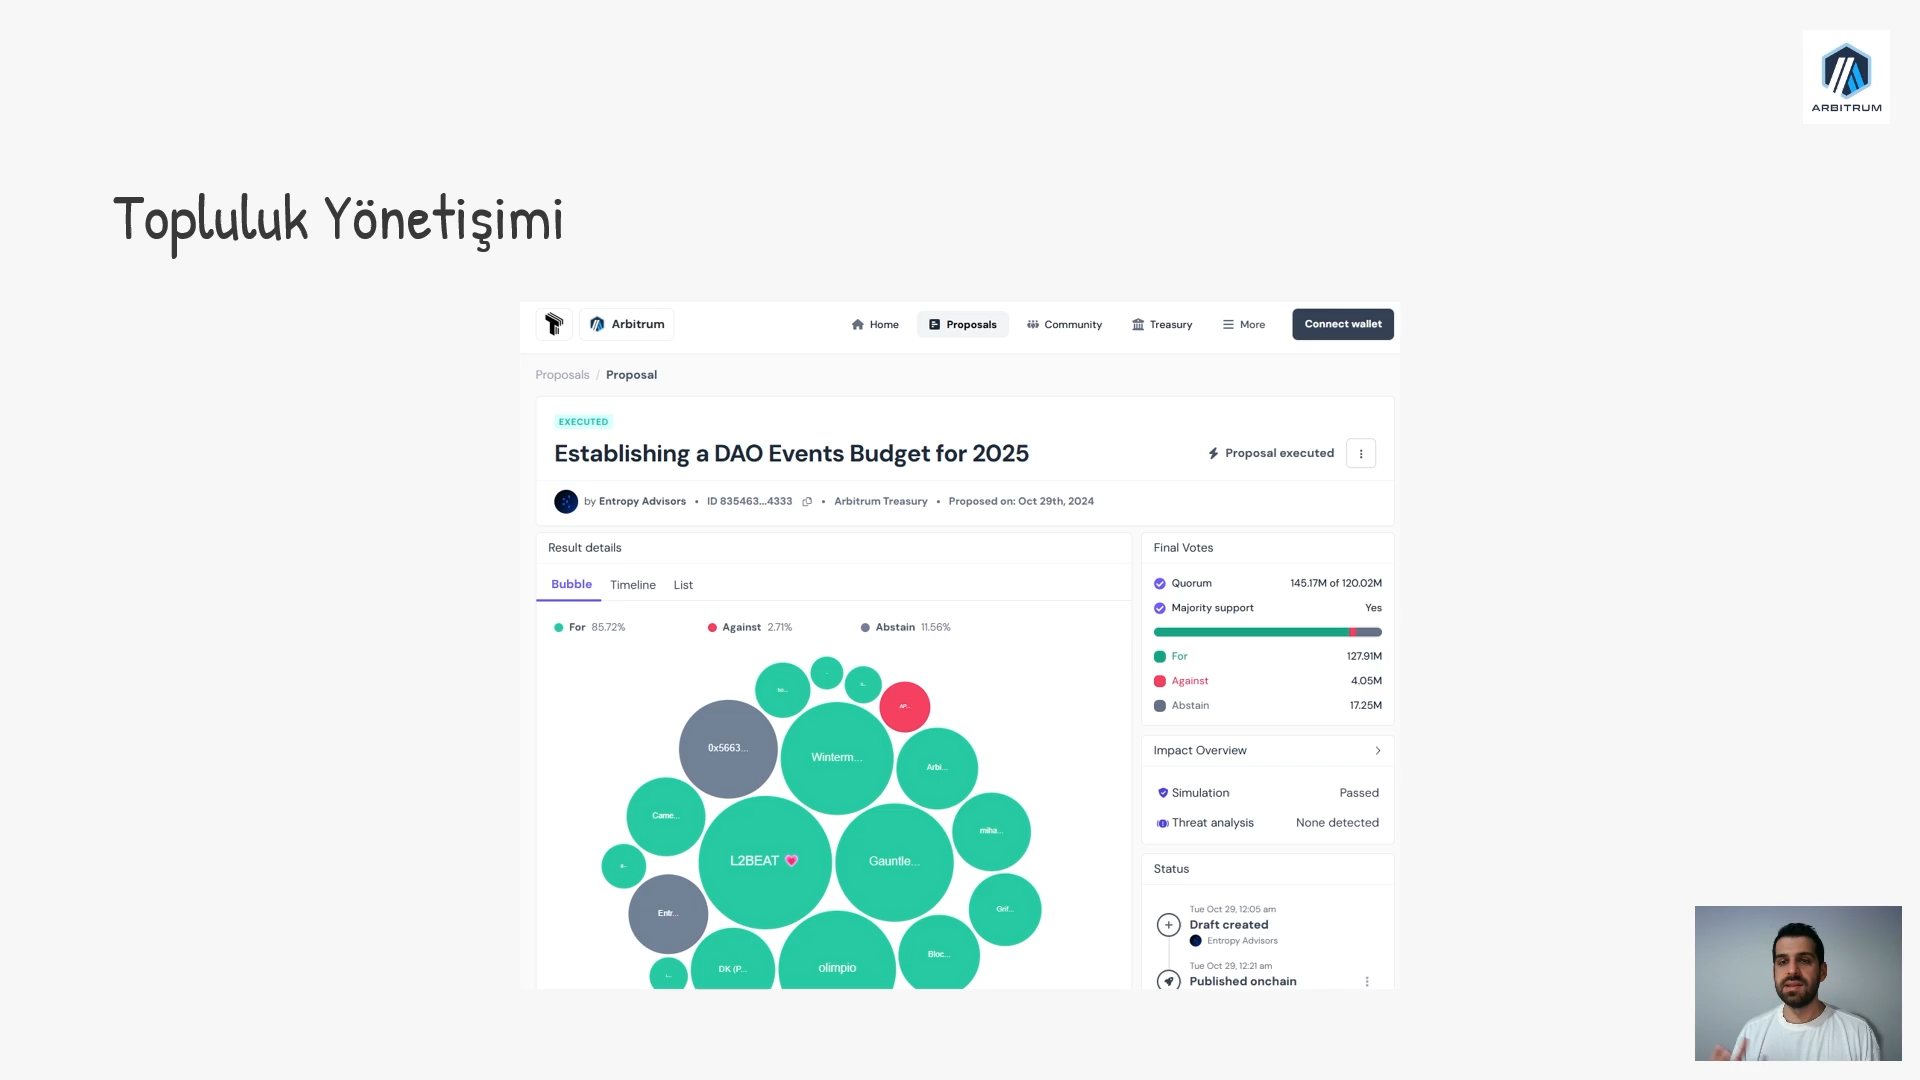 ARBITRUM
Topluluk Yönetişimi
Arbitrum
Home
Proposals
Community
Treasury
More
Connect wallet
Proposals / Proposal
EXECUTED
Establishing a DAO Events Budget for 2025
Proposal executed
by Entropy Advisors • ID 835463...4333 • Arbitrum Treasury • Proposed on: Oct 29th, 2024
Result details
Bubble Timeline List
For 85.72%
Against 2.71%
Abstain 11.56%
0x5663...
Winterm...
Arbi...
Came...
miha...
L2BEAT 💗
Gauntle...
Entr...
Grif...
DK (P...
olimpio
Bloc...
Final Votes
Quorum 145.17M of 120.02M
Majority support Yes
For 127.91M
Against 4.05M
Abstain 17.25M
Impact Overview
Simulation Passed
Threat analysis None detected
Status
Tue Oct 29, 12:05 am
Draft created
Entropy Advisors
Tue Oct 29, 12:21 am
Published onchain